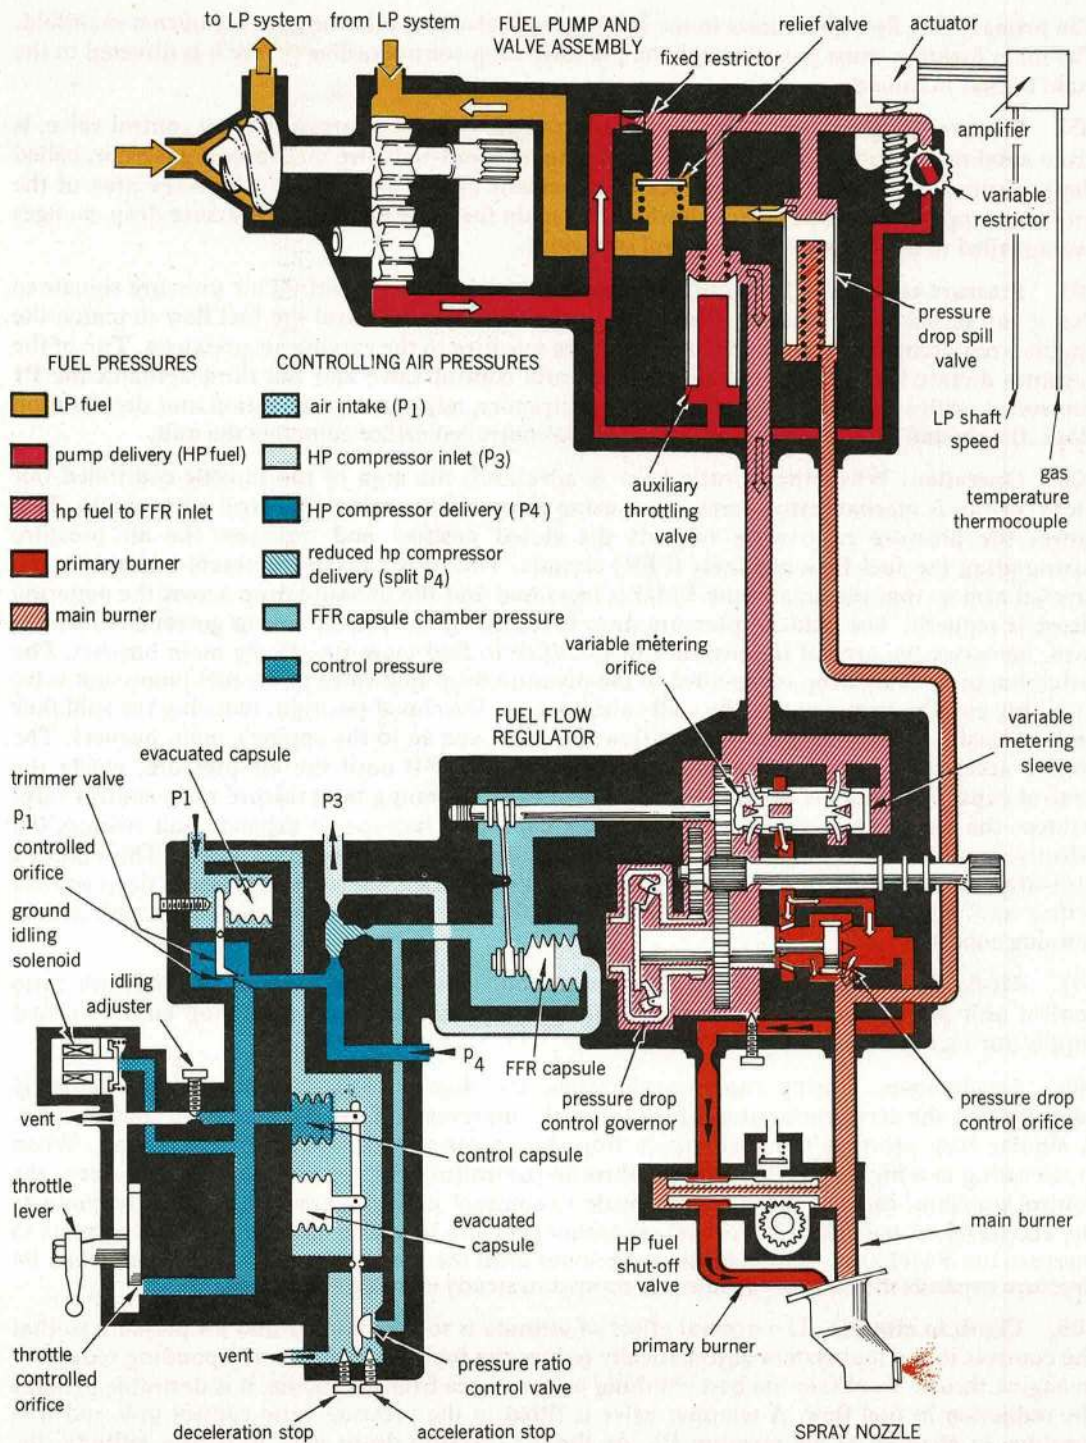 to LP system
from LP system
FUEL PUMP AND
VALVE ASSEMBLY
relief valve
actuator
fixed restrictor
amplifier
variable
restrictor
pressure
drop spill
valve
LP shaft
speed
gas
temperature
thermocouple
auxiliary
throttling
valve
FUEL PRESSURES
LP fuel
pump delivery (HP fuel)
hp fuel to FFR inlet
primary burner
main burner
CONTROLLING AIR PRESSURES
air intake (P1)
HP compressor inlet (P3)
HP compressor delivery (P4
reduced hp compressor
delivery (split p4)
FFR capsule chamber pressure
control pressure
variable metering
orifice
FUEL FLOW
REGULATOR
variable
metering
sleeve
evacuated capsule
trimmer valve
P1
P3
p1
controlled
orifice
ground
idling
solenoid
idling
adjuster
p4
FFR capsule
pressure drop
control governor
pressure drop
control orifice
vent
control capsule
throttle
lever
evacuated
capsule
HP fuel
shut-off
valve
main burner
primary burner
vent
pressure ratio
control valve
throttle
controlled
orifice
deceleration stop
acceleration stop
SPRAY NOZZLE